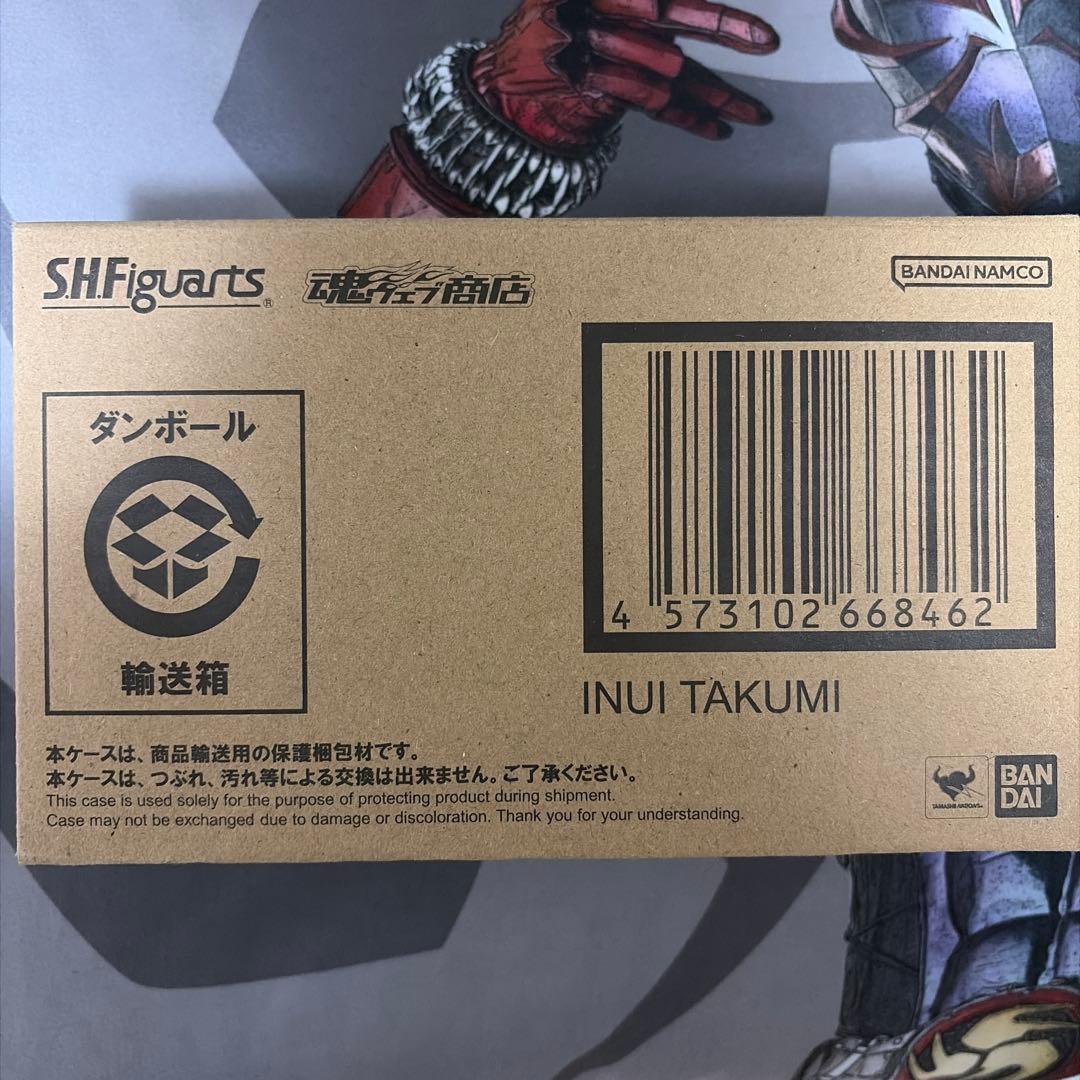 S.H.Figuarts ®
魂ウェブ商店
BANDAI NAMCO
ダンボール
輸送箱
4 573102 668462
INUI TAKUMI
本ケースは、商品輸送用の保護梱包材です。
本ケースは、つぶれ、汚れ等による交換は出来ません。ご了承ください。
This case is used solely for the purpose of protecting product during shipment.
Case may not be exchanged due to damage or discoloration. Thank you for your understanding.
TAMASHII NATIONS
BAN
DAI